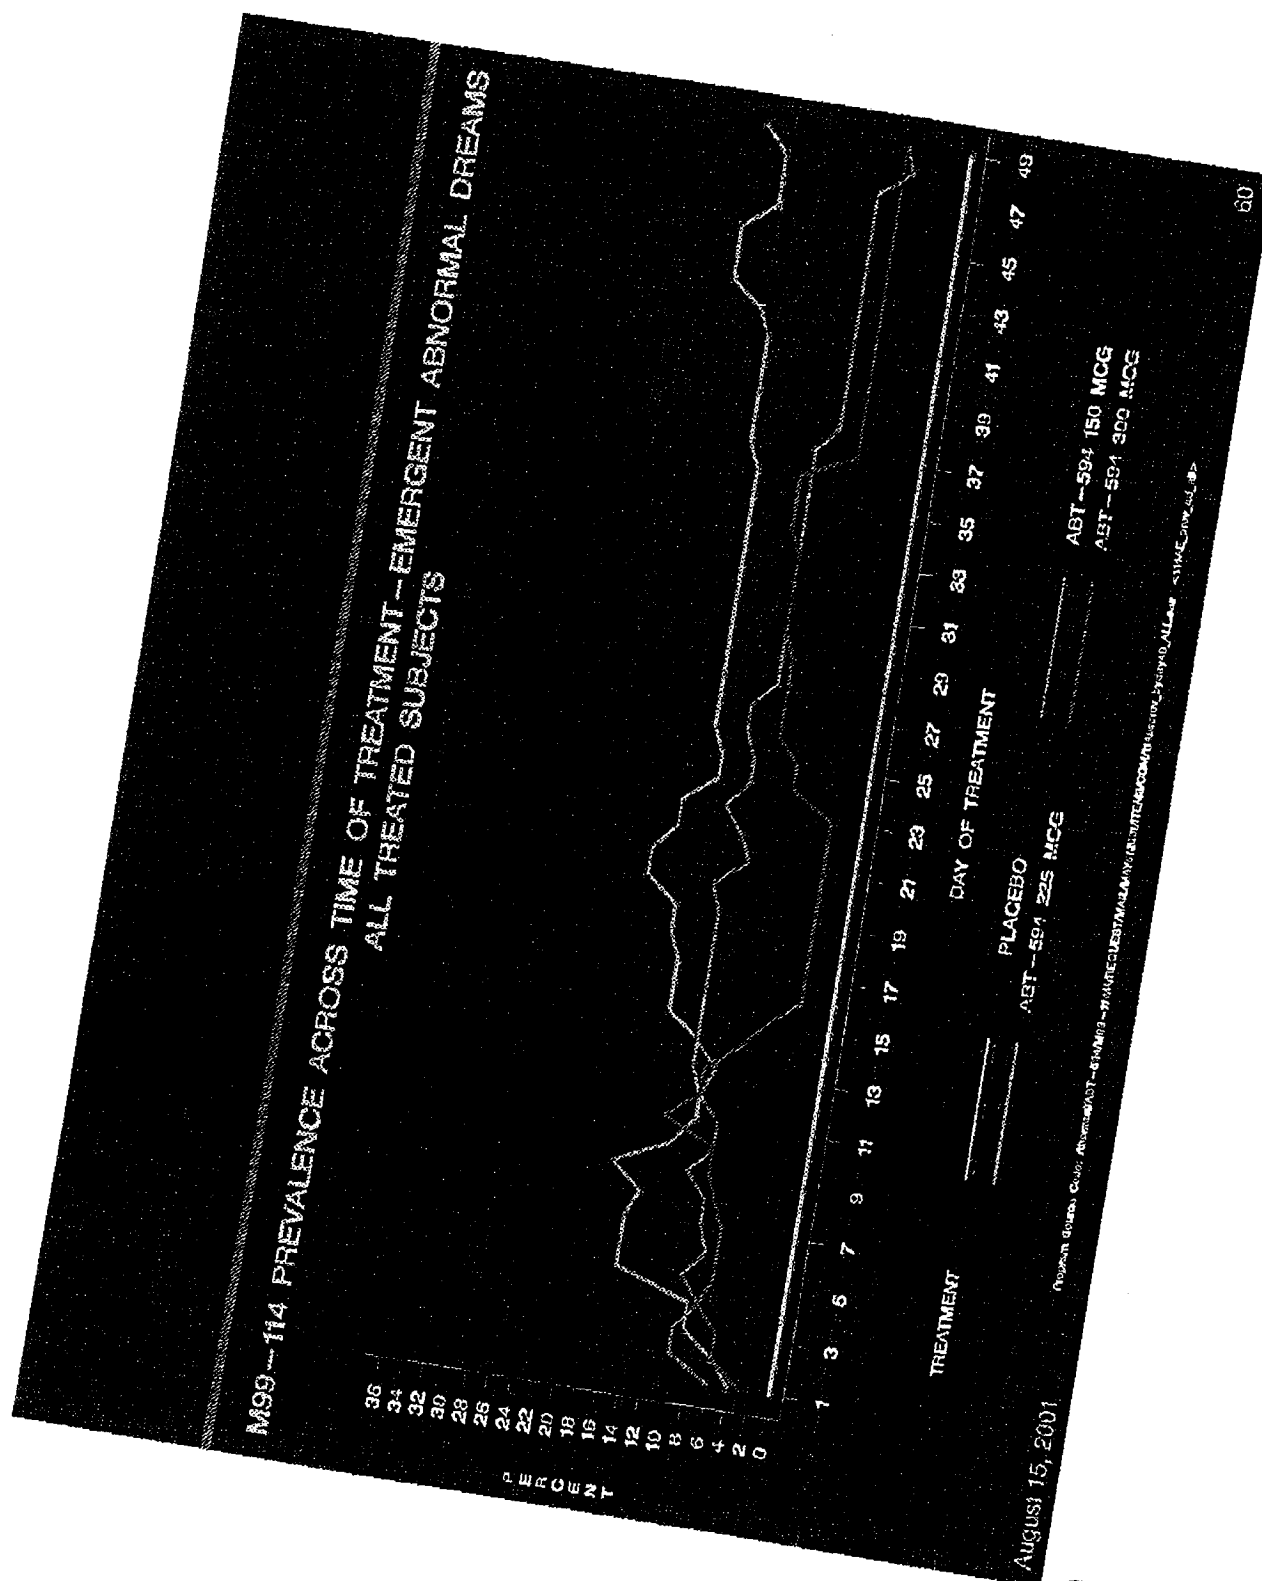 M99-114 PREVALENCE ACROSS TIME OF TREATMENT-EMERGENT ABNORMAL DREAMS
ALL TREATED SUBJECTS
PERCENT
36
34
32
30
28
26
24
22
20
18
16
14
12
10
8
6
4
2
0
1 3 5 7 9 11 13 15 17 19 21 23 25 27 29 31 33 35 37 39 41 43 45 47 49
DAY OF TREATMENT
TREATMENT
PLACEBO
ABT-594 150 MCG
ABT-594 225 MCG
ABT-594 300 MCG
August 15, 2001
60